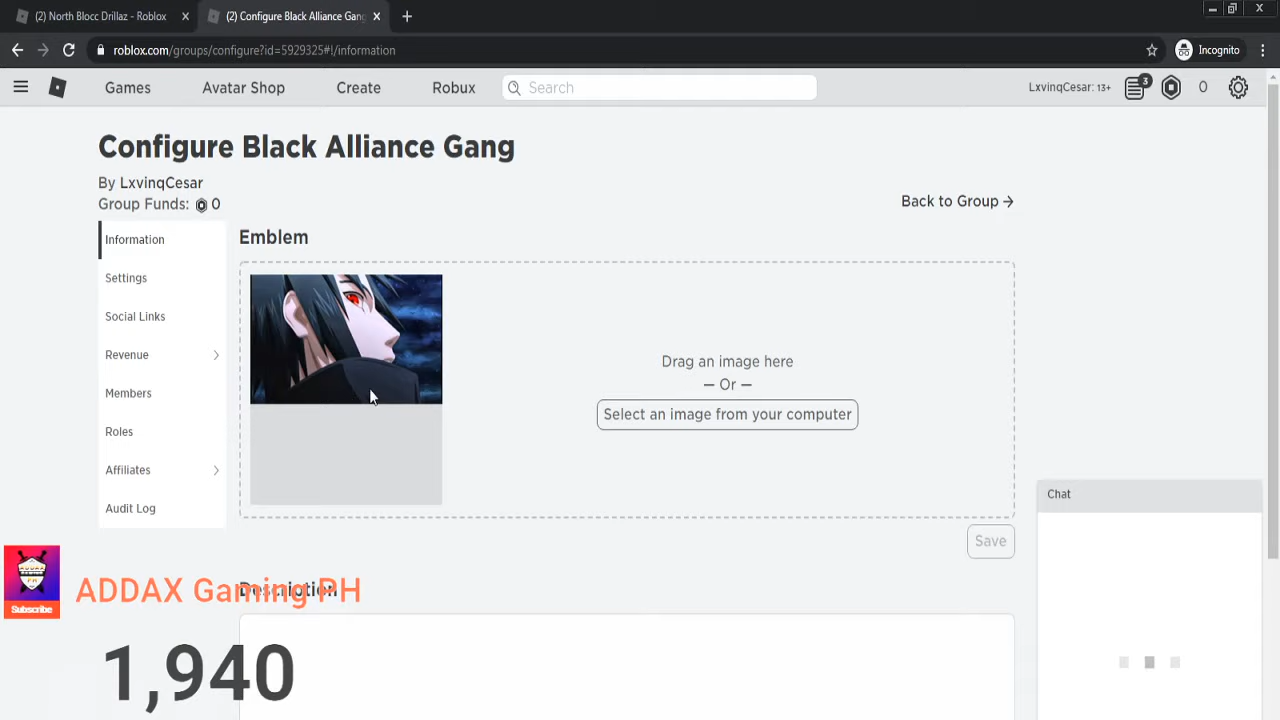 (2) North Blocc Drillaz - Roblox
(2) Configure Black Alliance Gang
roblox.com/groups/configure?id=5929325#!/information
Incognito
Games
Avatar Shop
Create
Robux
Search
LxvinqCesar: 13+
3
0
Configure Black Alliance Gang
By LxvinqCesar
Group Funds: 0
Back to Group →
Information
Settings
Social Links
Revenue
Members
Roles
Affiliates
Audit Log
Emblem
Drag an image here
— Or —
Select an image from your computer
Save
Chat
Description
ADDAX Gaming PH
Subscribe
1,940